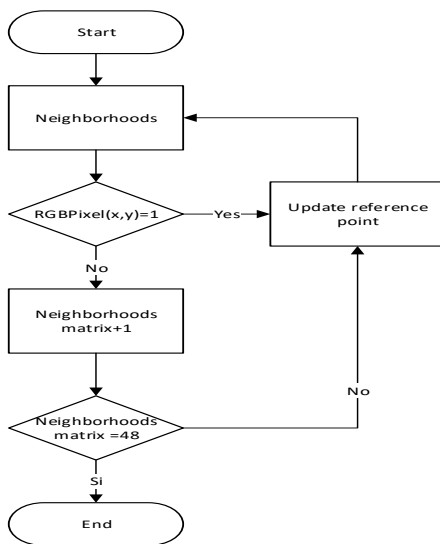 Start
Neighborhoods
RGBPixel(x,y)=1
Yes
Update reference
point
No
Neighborhoods
matrix+1
No
Neighborhoods
matrix =48
Si
End